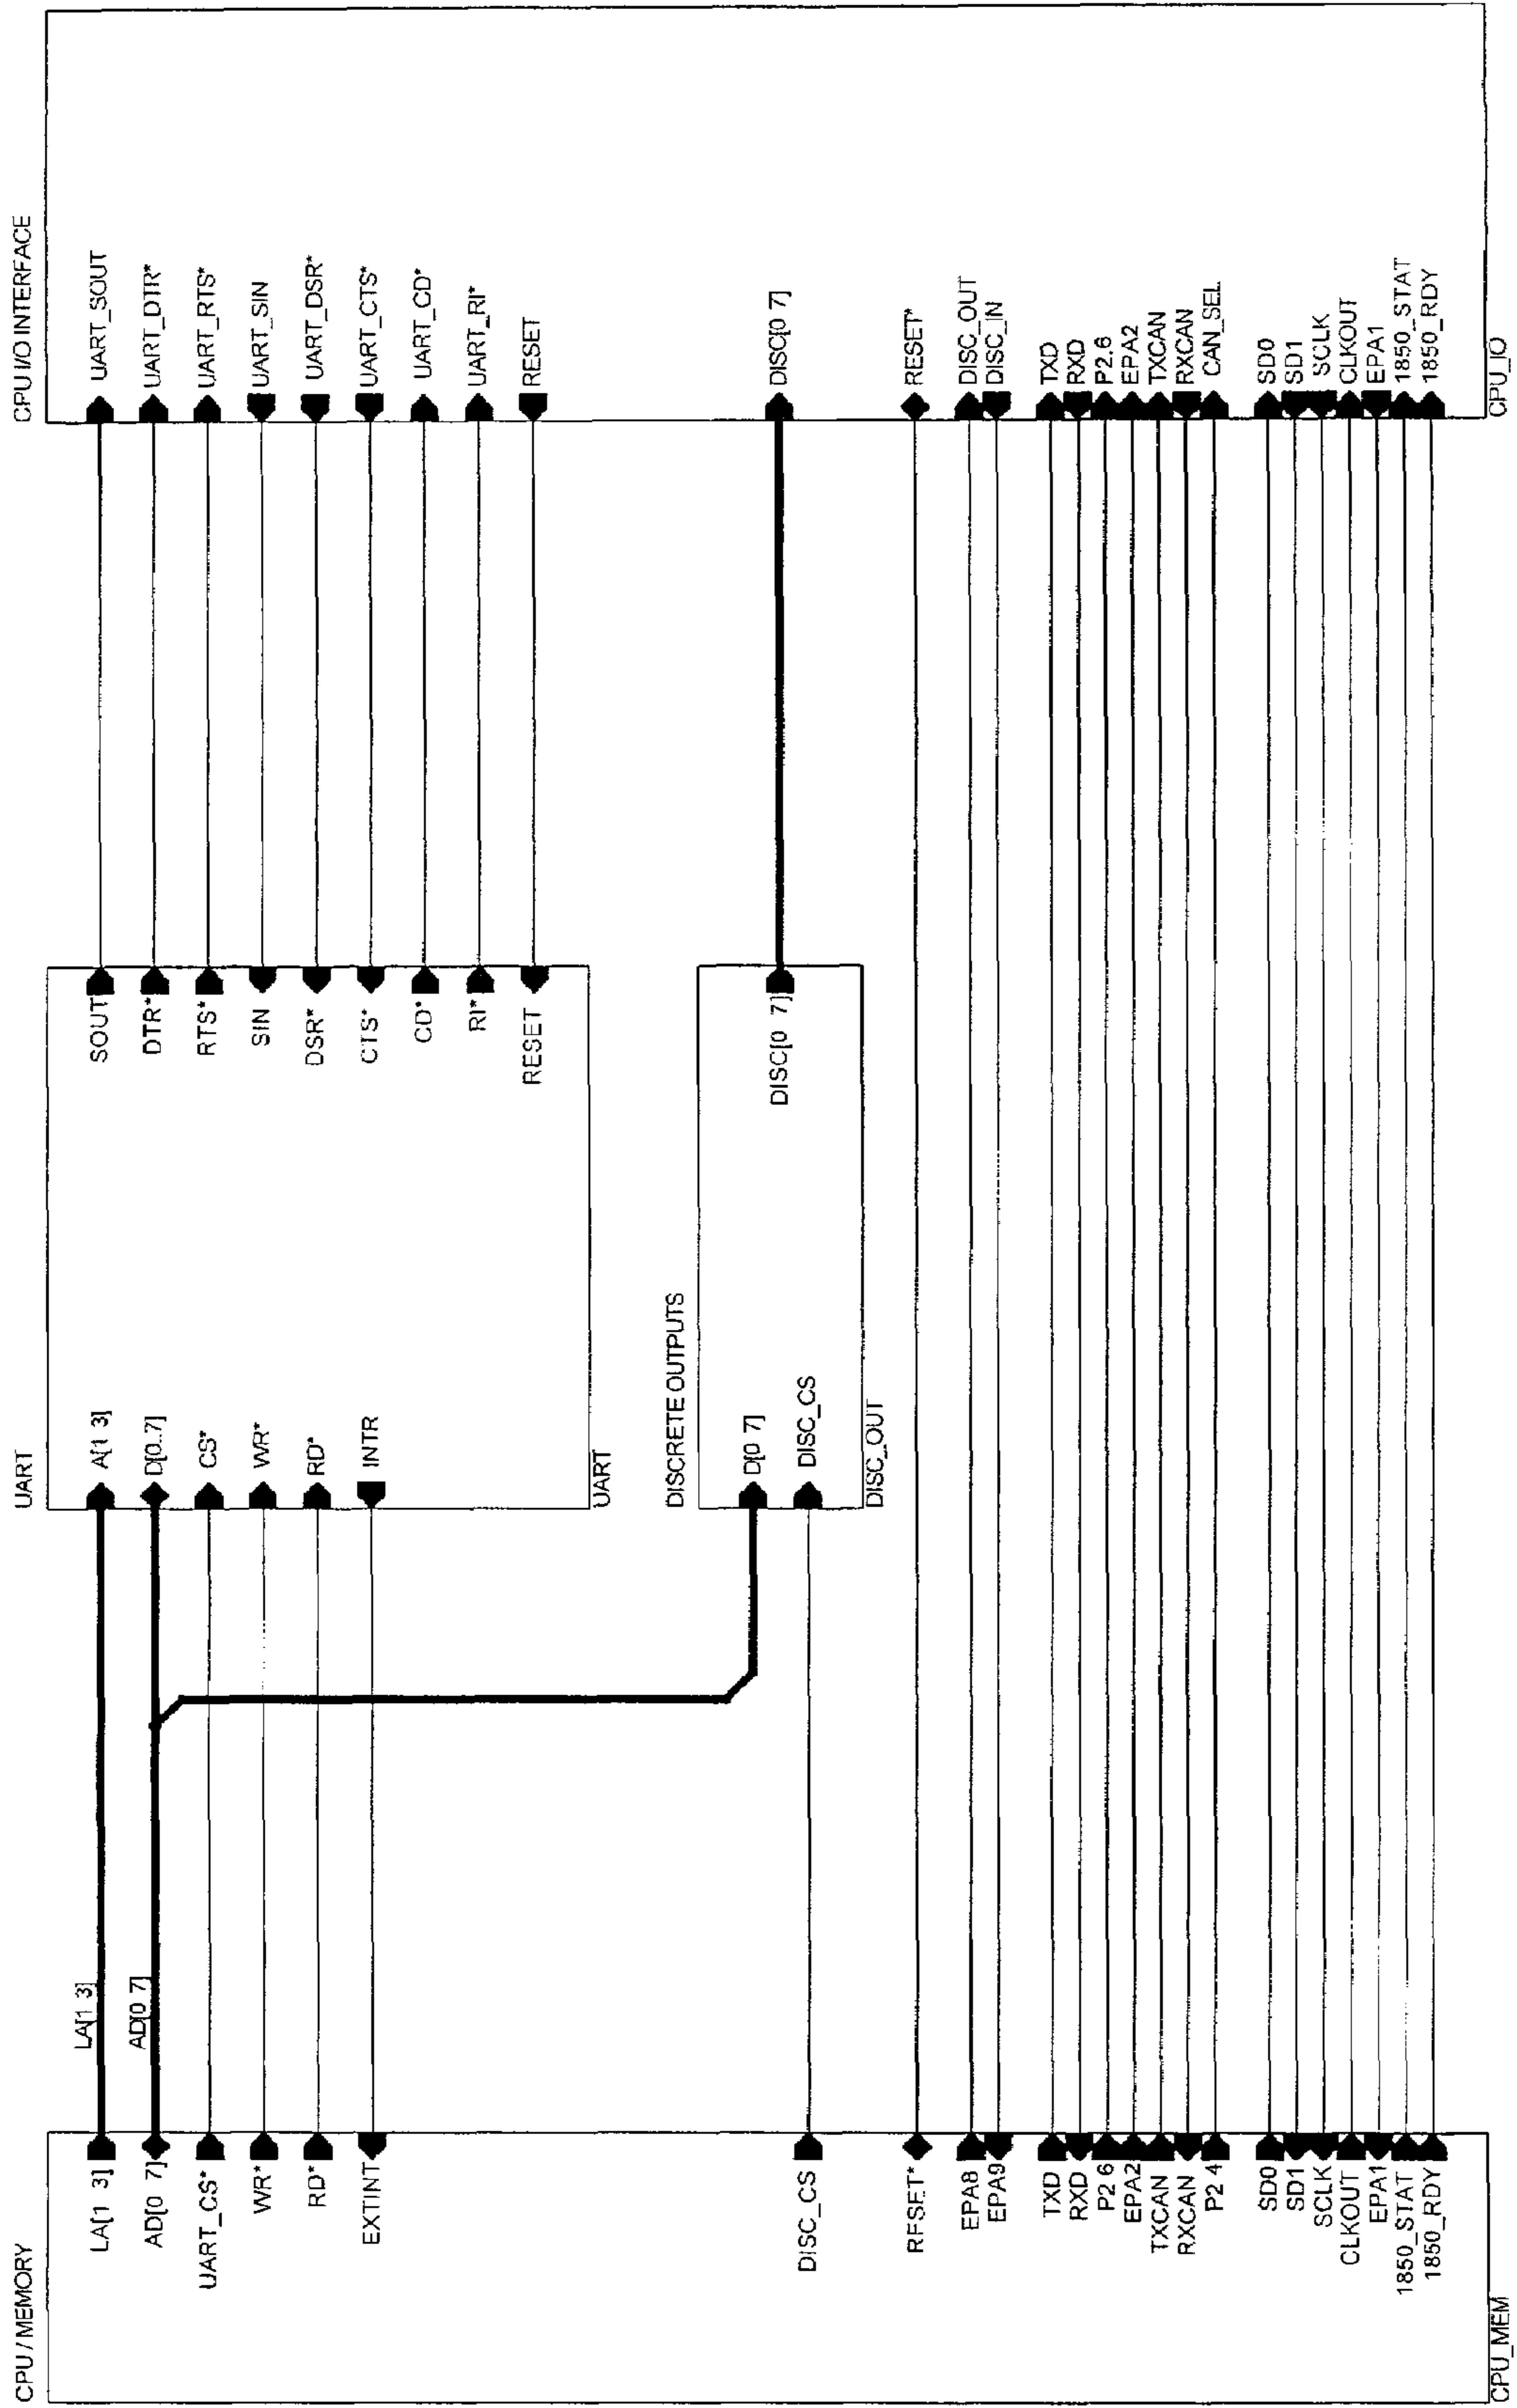 CPU / MEMORY
LA[1 3]
AD[0 7]
UART_CS*
WR*
RD*
EXTINT
DISC_CS
RESET*
EPA8
EPA9
TXD
RXD
P2 6
EPA2
TXCAN
RXCAN
P2 4
SD0
SD1
SCLK
CLKOUT
EPA1
1850_STAT
1850_RDY
CPU_MEM
LA[1 3]
AD[0 7]
UART
A[1 3]
D[0..7]
CS*
WR*
RD*
INTR
SOUT
DTR*
RTS*
SIN
DSR*
CTS*
CD*
RI*
RESET
UART
DISCRETE OUTPUTS
D[0 7]
DISC_CS
DISC[0 7]
DISC_OUT
CPU I/O INTERFACE
UART_SOUT
UART_DTR*
UART_RTS*
UART_SIN
UART_DSR*
UART_CTS*
UART_CD*
UART_RI*
RESET
DISC[0 7]
RESET*
DISC_OUT
DISC_IN
TXD
RXD
P2.6
EPA2
TXCAN
RXCAN
CAN_SEL
SD0
SD1
SCLK
CLKOUT
EPA1
1850_STAT
1850_RDY
CPU_IO